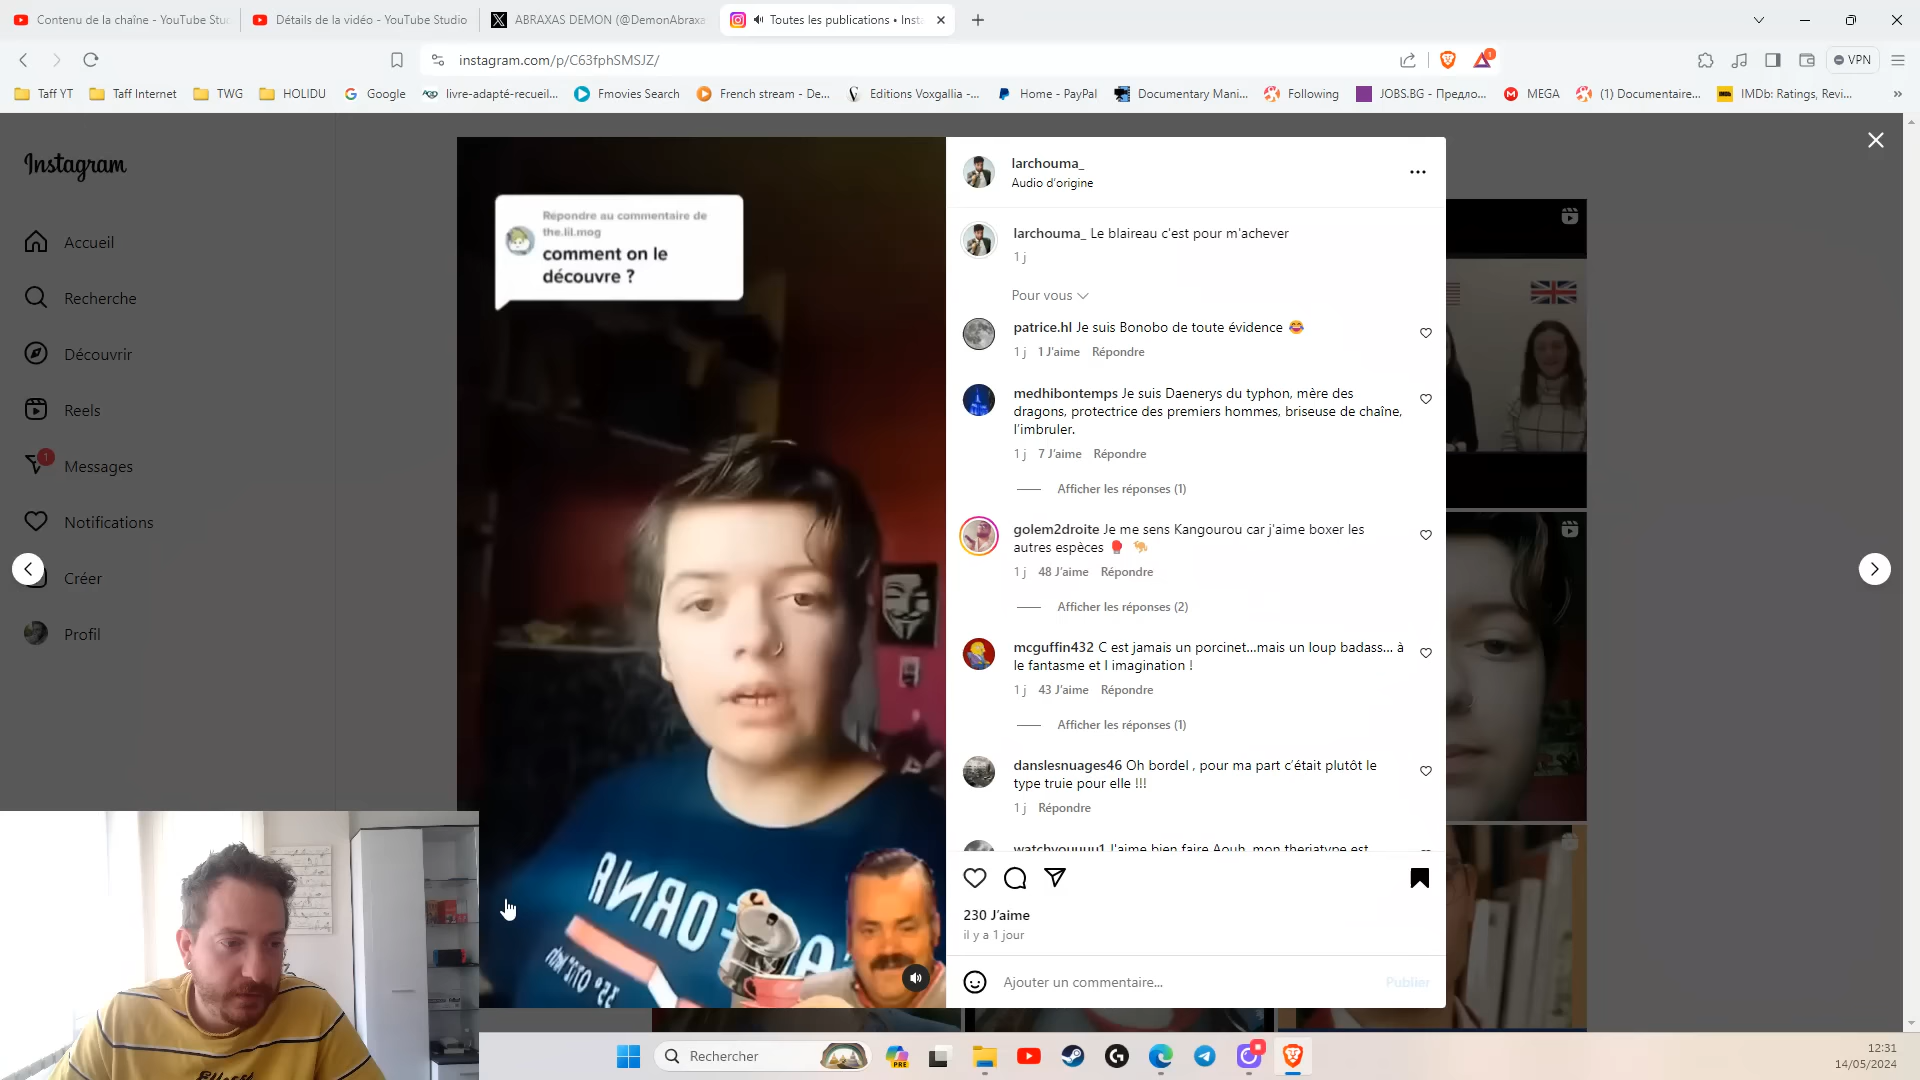 Contenu de la chaîne - YouTube Stu
Détails de la vidéo - YouTube Studio
ABRAXAS DEMON (@DemonAbraxa
Toutes les publications • Inst
instagram.com/p/C63fphSMSJZ/
VPN
Taff YT
Taff Internet
TWG
HOLIDU
Google
livre-adapté-recueil...
Fmovies Search
French stream - De...
Editions Voxgallia -...
Home - PayPal
Documentary Mani...
Following
JOBS.BG - Предло...
MEGA
(1) Documentaire...
IMDb: Ratings, Revi...
Instagram
Accueil
Recherche
Découvrir
Reels
1
Messages
Notifications
Créer
Profil
Répondre au commentaire de
the.lil.mog
comment on le
découvre ?
larchouma_
Audio d'origine
larchouma_ Le blaireau c'est pour m'achever
1 j
Pour vous
patrice.hl Je suis Bonobo de toute évidence 😂
1 j 1 J'aime Répondre
medhibontemps Je suis Daenerys du typhon, mère des
dragons, protectrice des premiers hommes, briseuse de chaîne,
l'imbruler.
1 j 7 J'aime Répondre
Afficher les réponses (1)
golem2droite Je me sens Kangourou car j'aime boxer les
autres espèces 🥊 🦘
1 j 48 J'aime Répondre
Afficher les réponses (2)
mcguffin432 C est jamais un porcinet...mais un loup badass... à
le fantasme et l imagination !
1 j 43 J'aime Répondre
Afficher les réponses (1)
danslesnuages46 Oh bordel , pour ma part c'était plutôt le
type truie pour elle !!!
1 j Répondre
watchyouuuu1 J'aime bien faire Aouh, mon theriatype est
230 J'aime
il y a 1 jour
Ajouter un commentaire...
Publier
Rechercher
PRE
12:31
14/05/2024